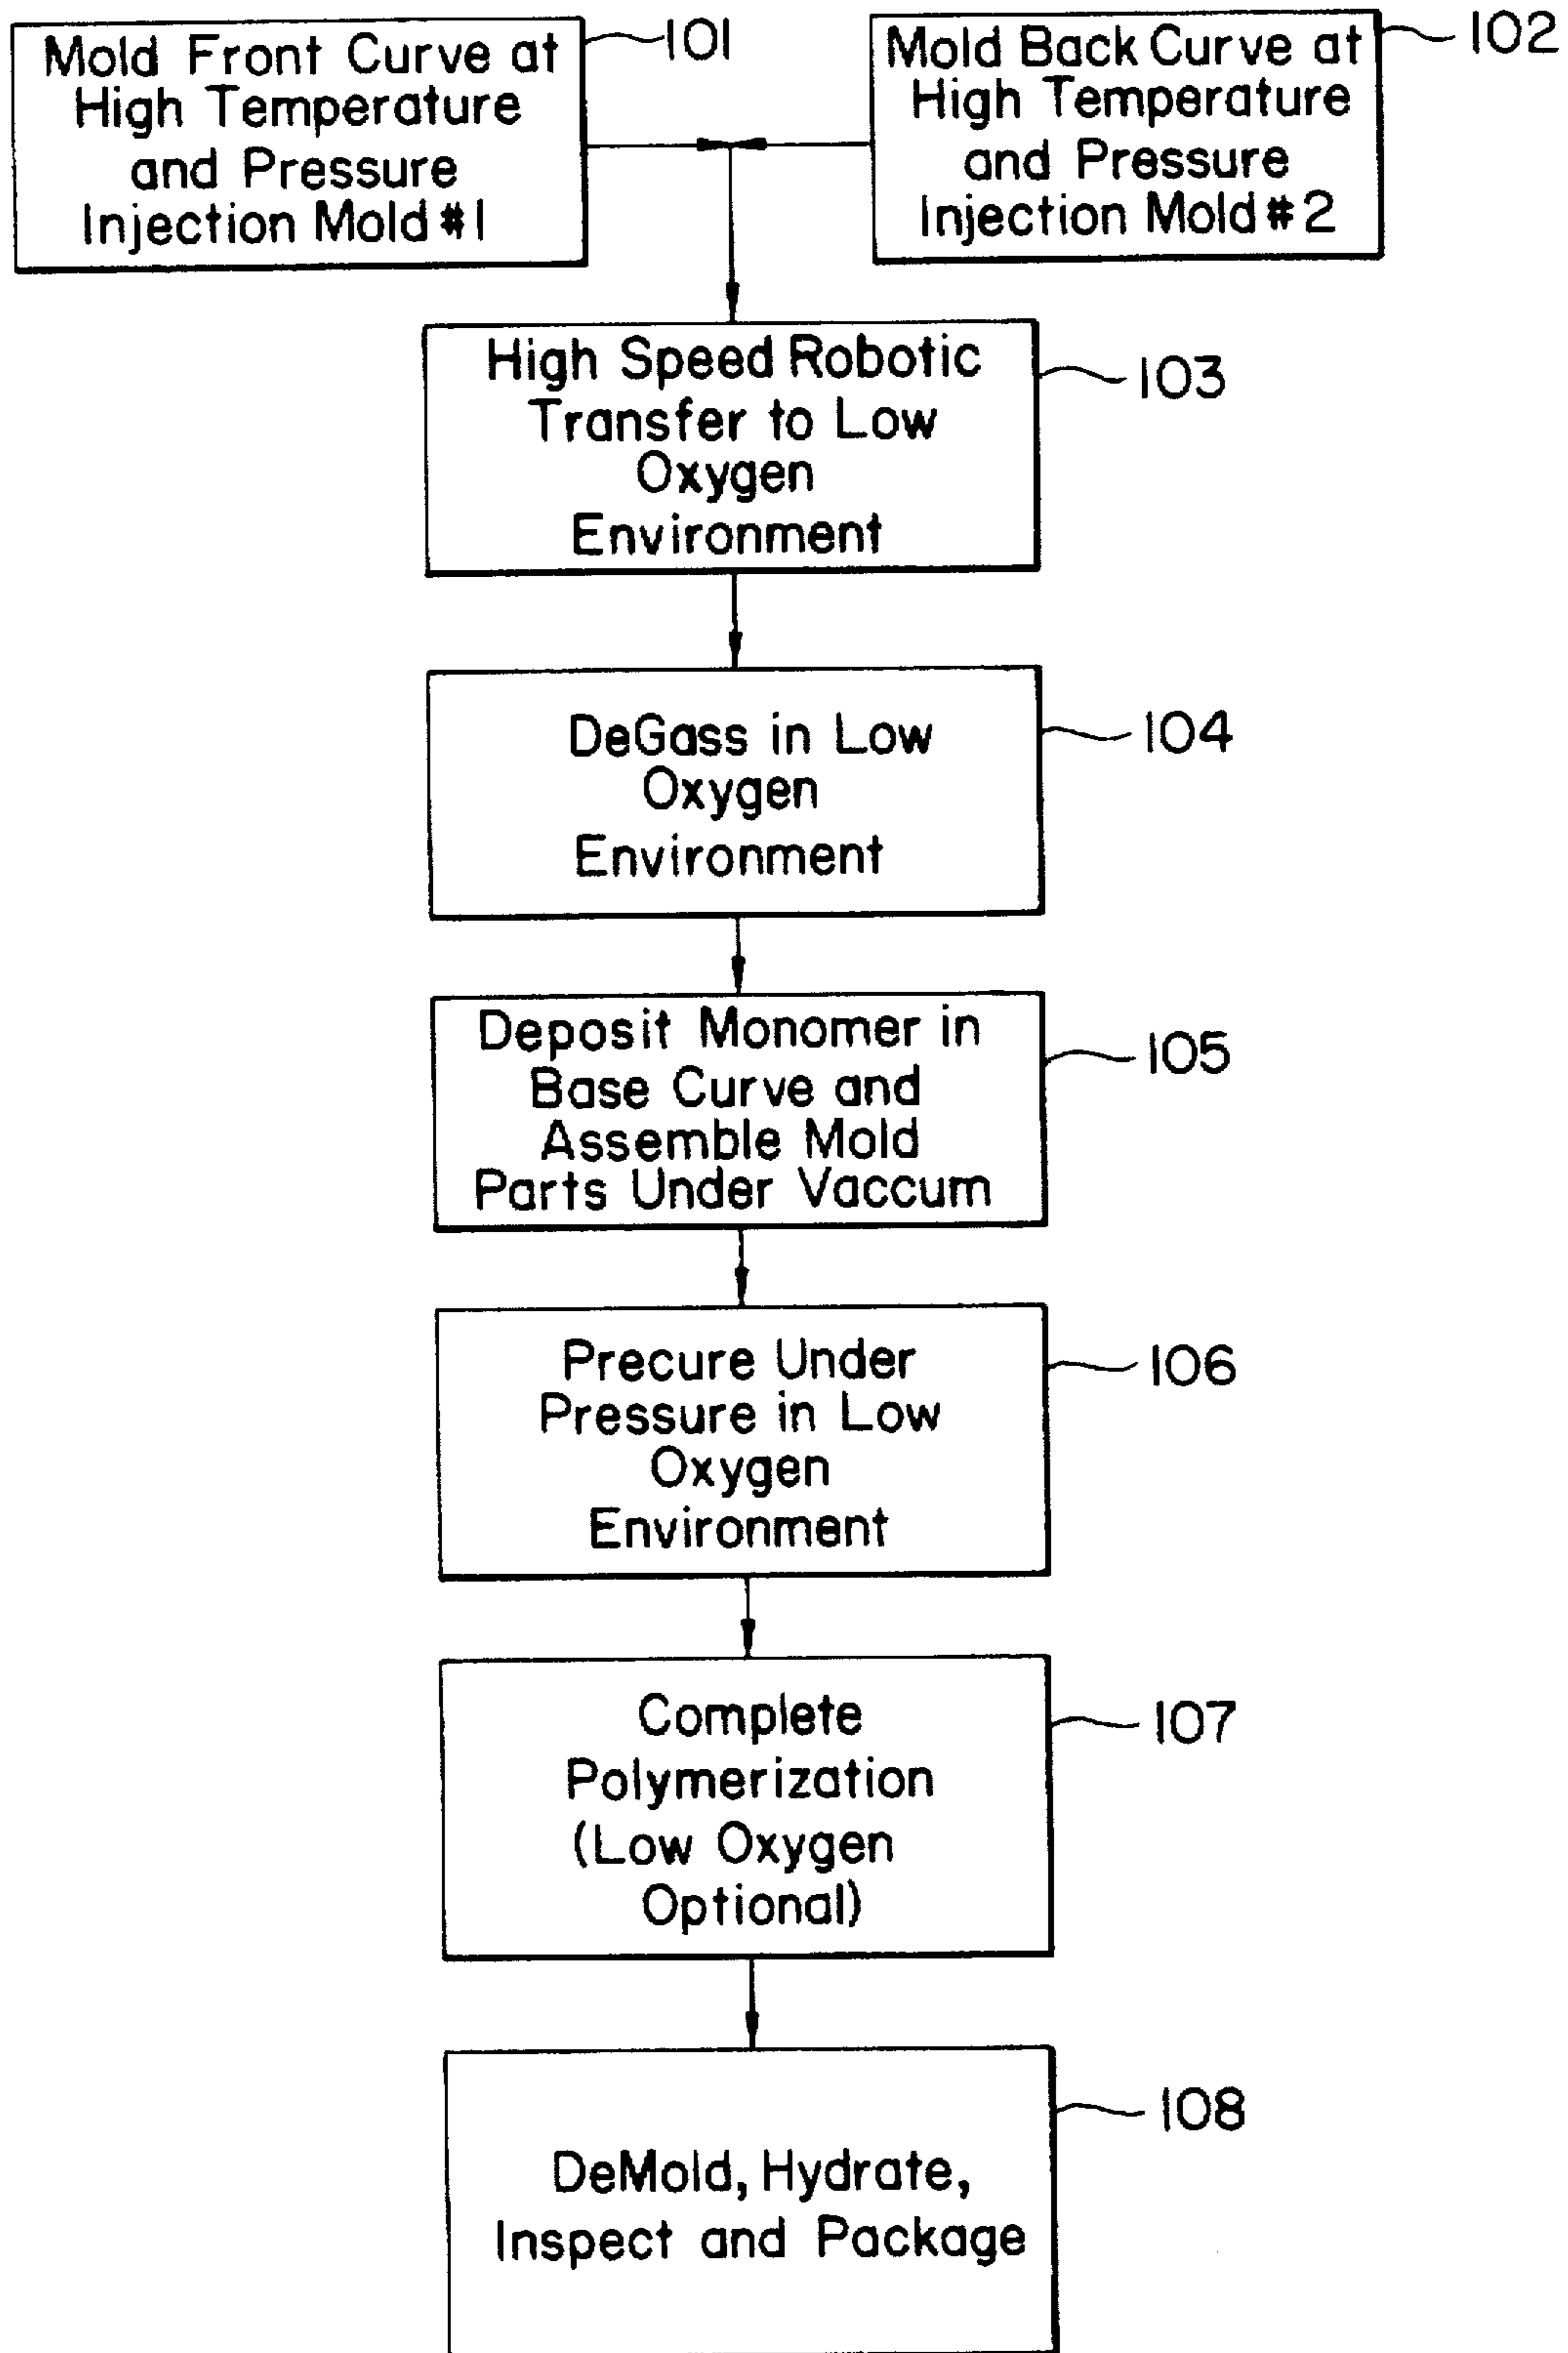 Mold Front Curve at
High Temperature
and Pressure
Injection Mold #1
101
Mold Back Curve at
High Temperature
and Pressure
Injection Mold #2
102
High Speed Robotic
Transfer to Low
Oxygen
Environment
103
DeGass in Low
Oxygen
Environment
104
Deposit Monomer in
Base Curve and
Assemble Mold
Parts Under Vaccum
105
Precure Under
Pressure in Low
Oxygen
Environment
106
Complete
Polymerization
(Low Oxygen
Optional)
107
DeMold, Hydrate,
Inspect and Package
108